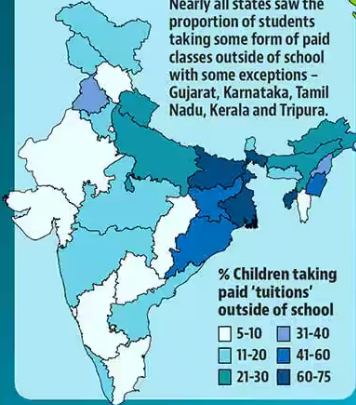 Nearly all states saw the
proportion of students
taking some form of paid
classes outside of school
with some exceptions –
Gujarat, Karnataka, Tamil
Nadu, Kerala and Tripura.
% Children taking
paid ‘tuitions’
outside of school
5-10 31-40
11-20 41-60
21-30 60-75